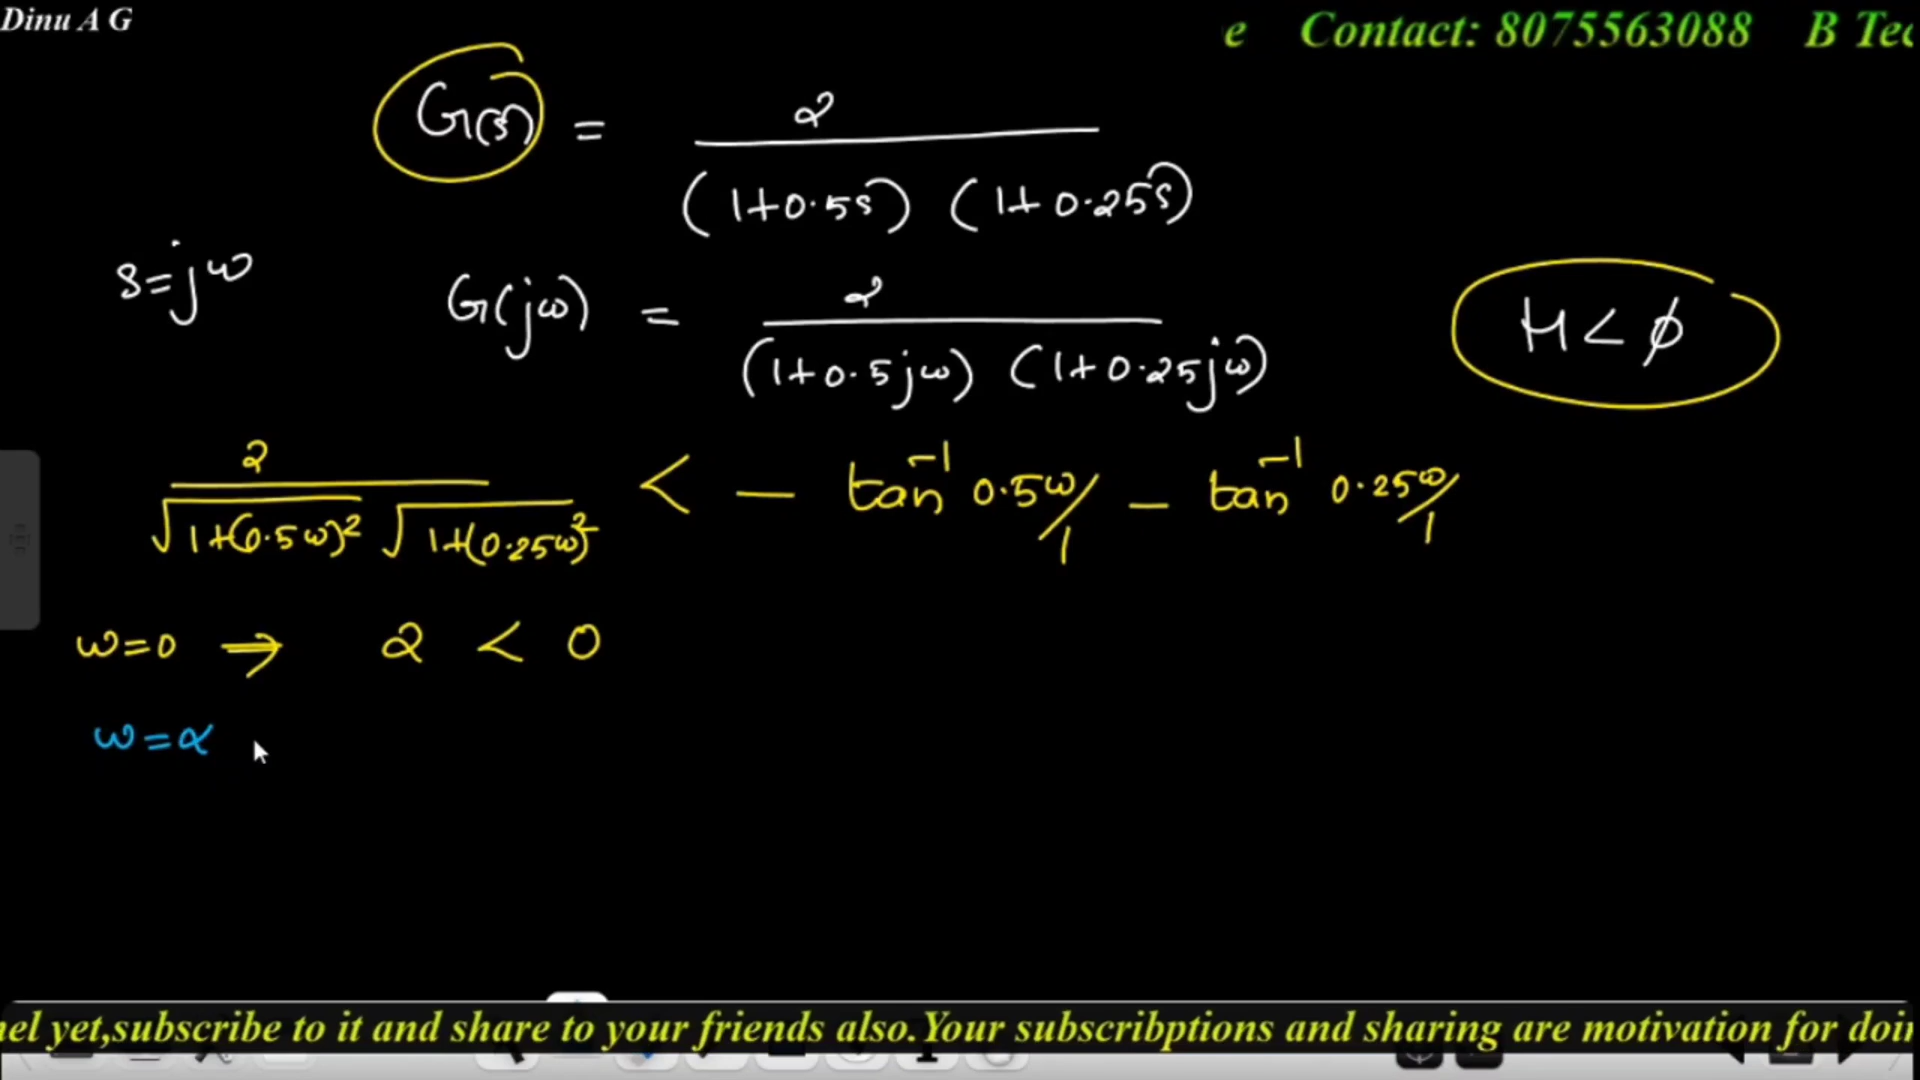 Dinu A G
e Contact: 8075563088 B Tec
G(s) = 2 / (1+0.5s) (1+0.25s)
s=jω
G(jω) = 2 / (1+0.5jω) (1+0.25jω)
M < ϕ
2 / √1+(0.5ω)² √1+(0.25ω)² < - tan⁻¹ 0.5ω/1 - tan⁻¹ 0.25ω/1
ω=0 ⇒ 2 < 0
ω=α
nel yet,subscribe to it and share to your friends also.Your subscribptions and sharing are motivation for doin